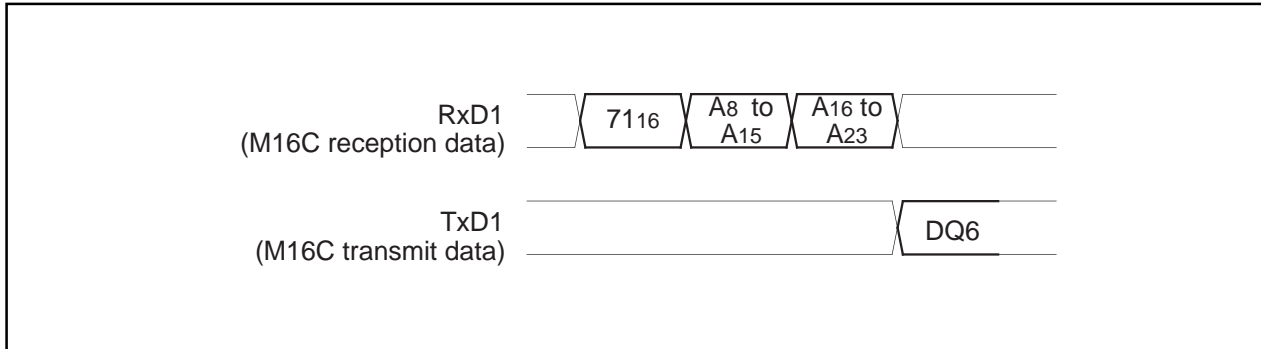 RxD1
(M16C reception data)
7116
A8 to
A15
A16 to
A23
TxD1
(M16C transmit data)
DQ6